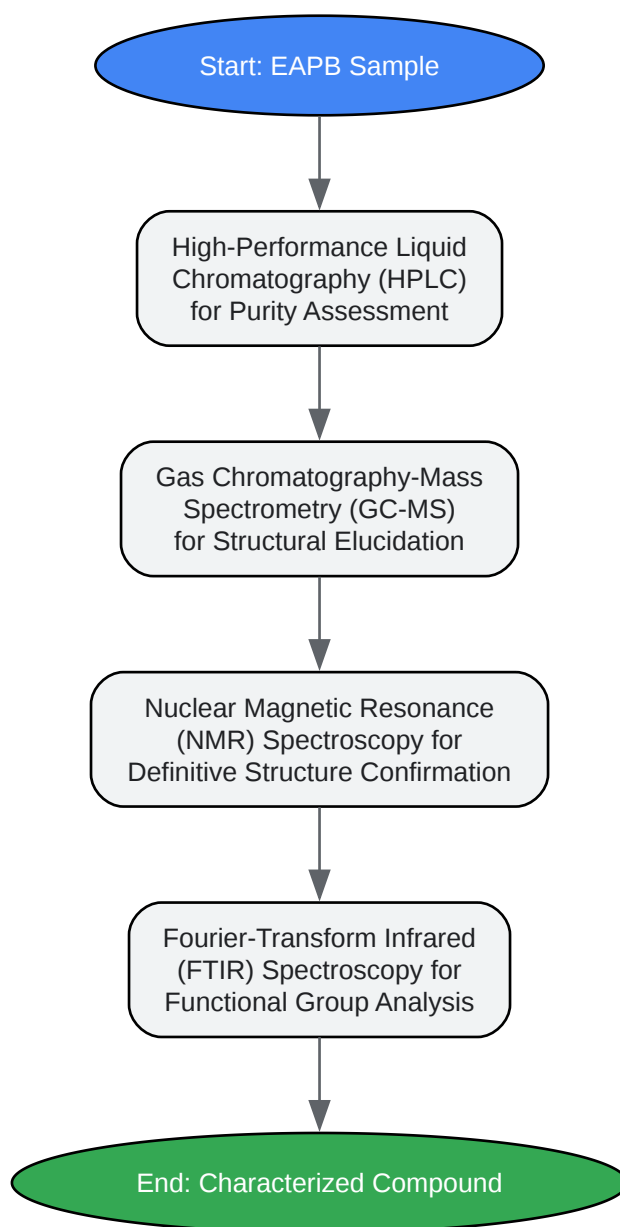 Start: EAPB Sample
High-Performance Liquid
Chromatography (HPLC)
for Purity Assessment
Gas Chromatography-Mass
Spectrometry (GC-MS)
for Structural Elucidation
Nuclear Magnetic Resonance
(NMR) Spectroscopy for
Definitive Structure Confirmation
Fourier-Transform Infrared
(FTIR) Spectroscopy for
Functional Group Analysis
End: Characterized Compound